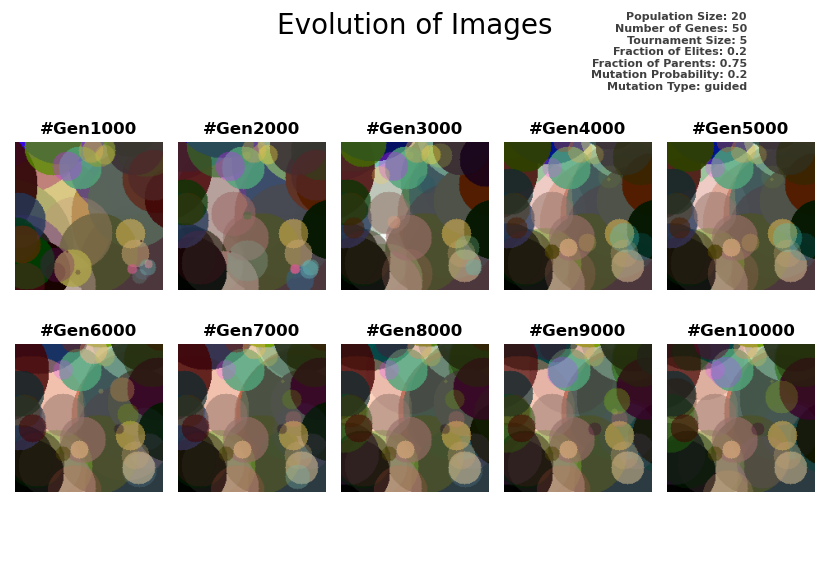 Evolution of Images
Population Size: 20
Number of Genes: 50
Tournament Size: 5
Fraction of Elites: 0.2
Fraction of Parents: 0.75
Mutation Probability: 0.2
Mutation Type: guided
#Gen1000
#Gen2000
#Gen3000
#Gen4000
#Gen5000
#Gen6000
#Gen7000
#Gen8000
#Gen9000
#Gen10000